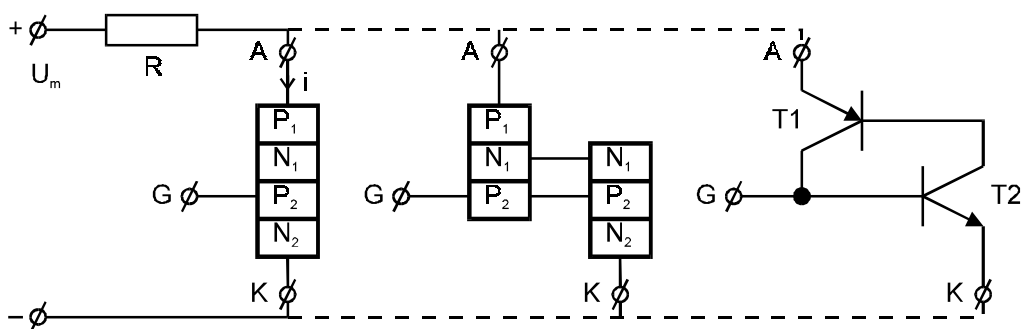 +
U_m
R
A
i
P₁
N₁
G
P₂
N₂
K
−
A
P₁
N₁
N₁
G
P₂
P₂
N₂
K
A
T1
G
T2
K